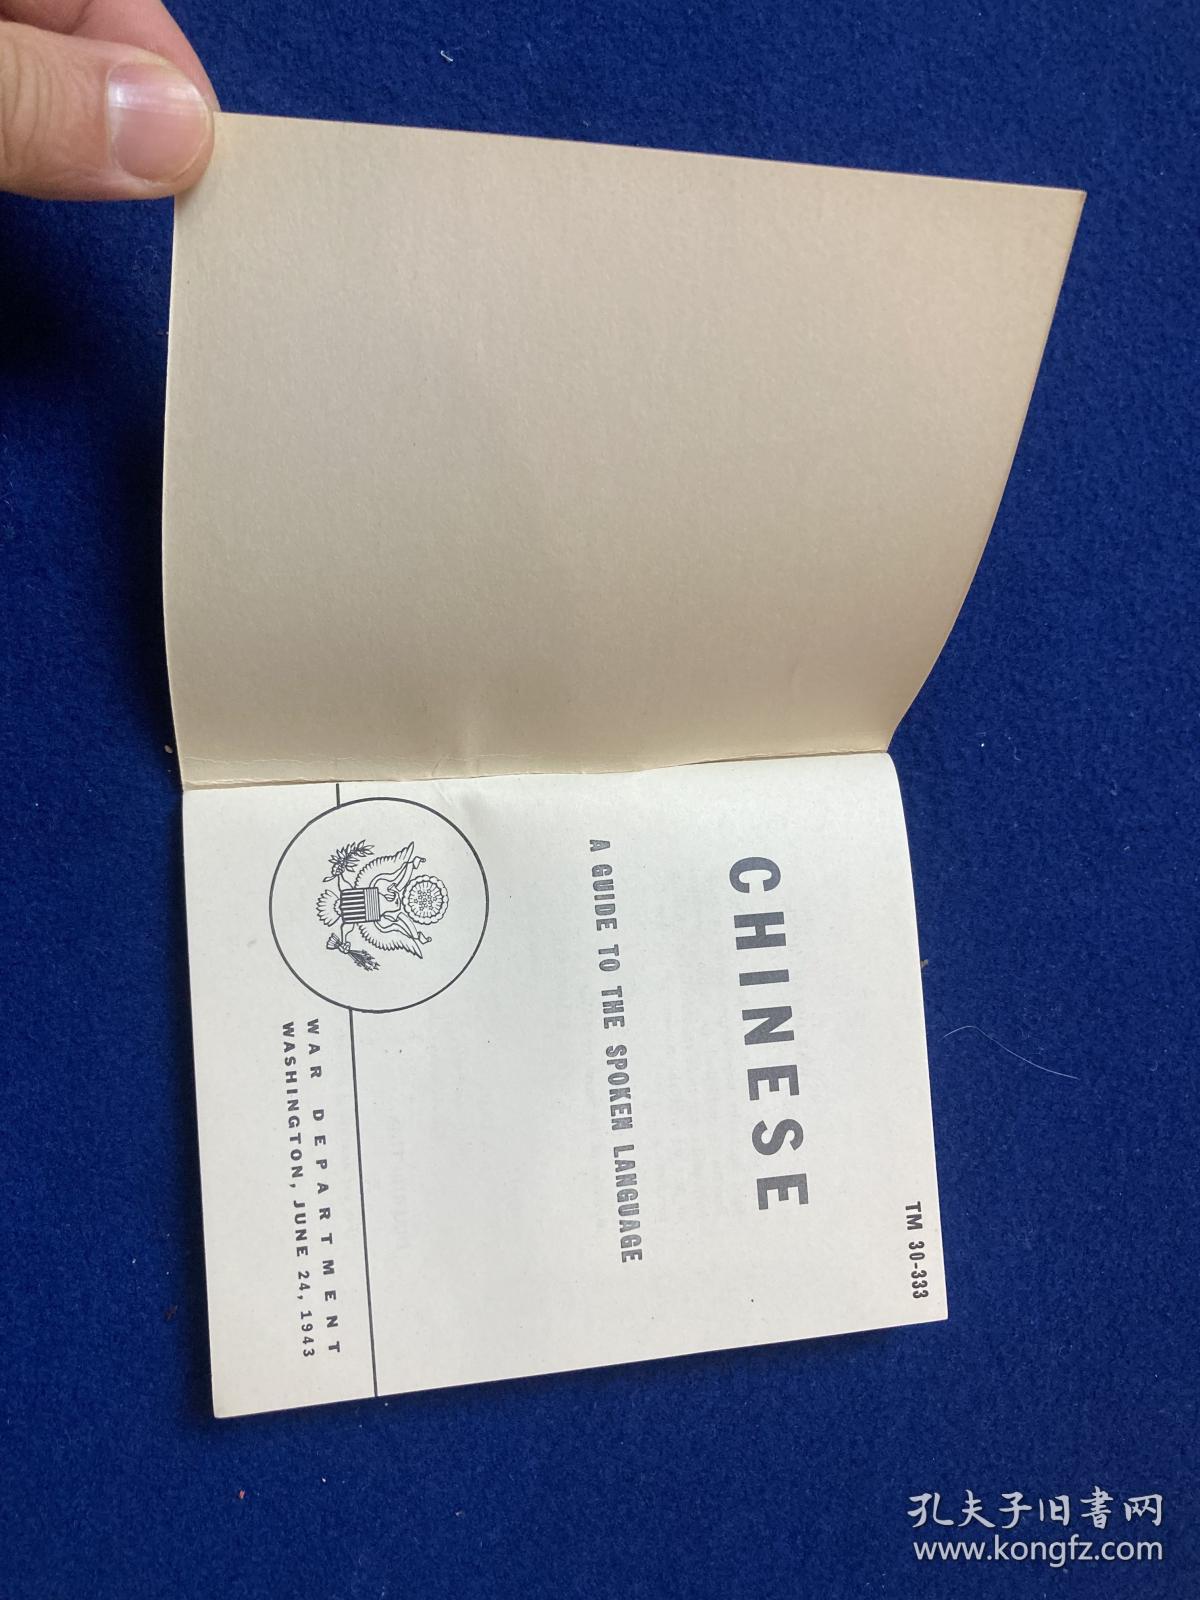 TM 30-333
CHINESE
A GUIDE TO THE SPOKEN LANGUAGE
WAR DEPARTMENT
WASHINGTON, JUNE 24, 1943
孔夫子旧書网
www.kongfz.com